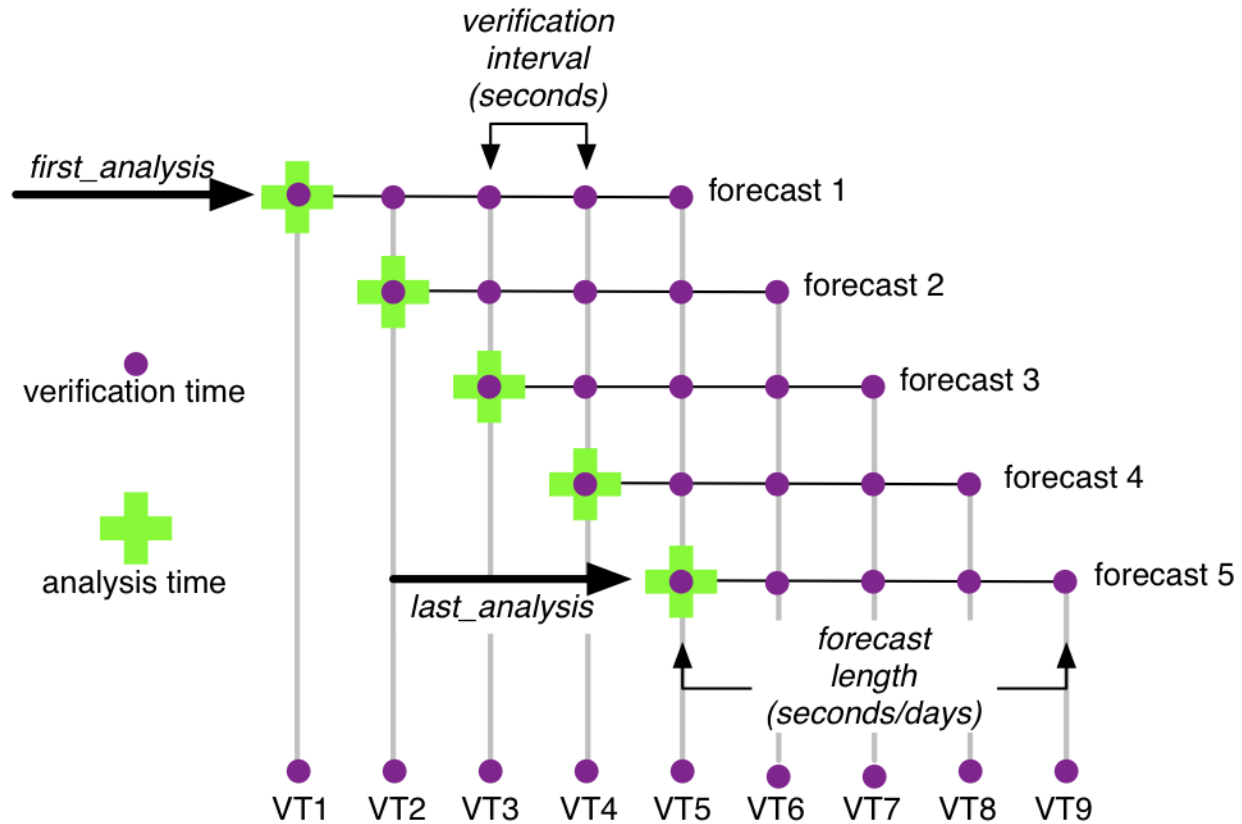 verification
interval
(seconds)
first_analysis
forecast 1
forecast 2
verification time
forecast 3
forecast 4
analysis time
forecast 5
last_analysis
forecast
length
(seconds/days)
VT1 VT2 VT3 VT4 VT5 VT6 VT7 VT8 VT9